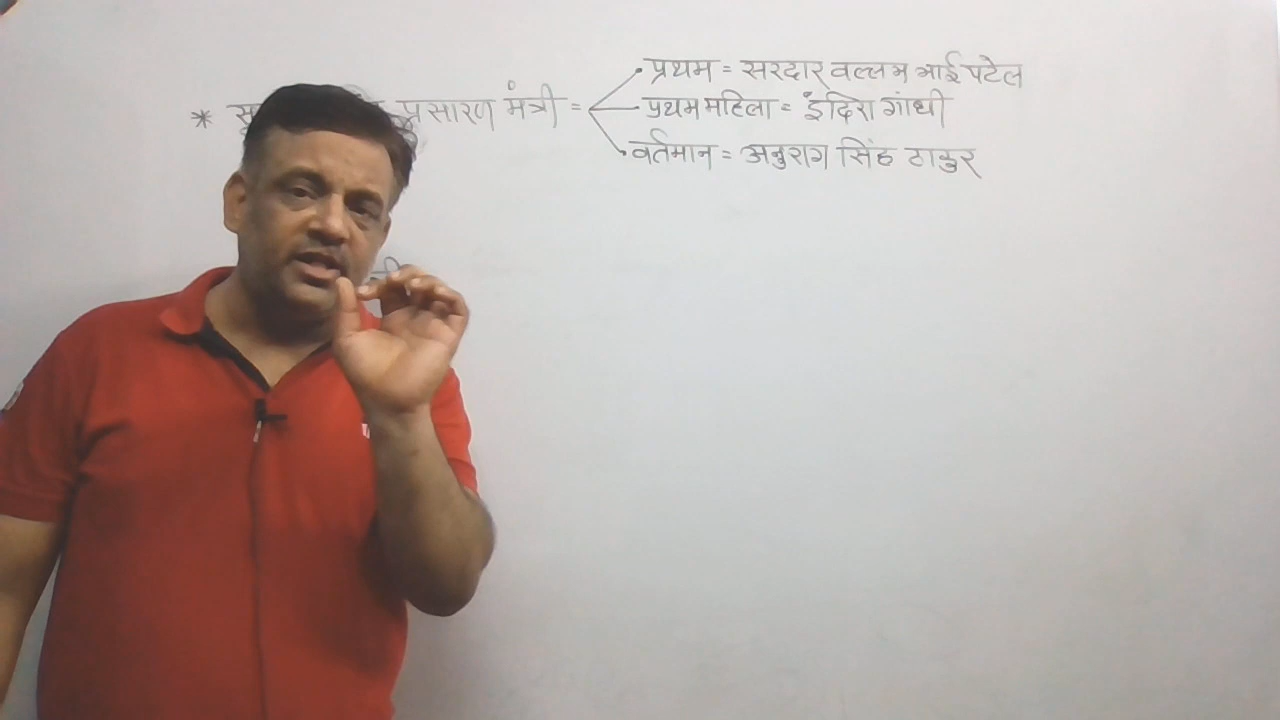 प्रथम = सरदार वल्लभ भाई पटेल
* प्रसारण मंत्री =
प्रथम महिला = इंदिरा गांधी
वर्तमान = अनुराग सिंह ठाकुर